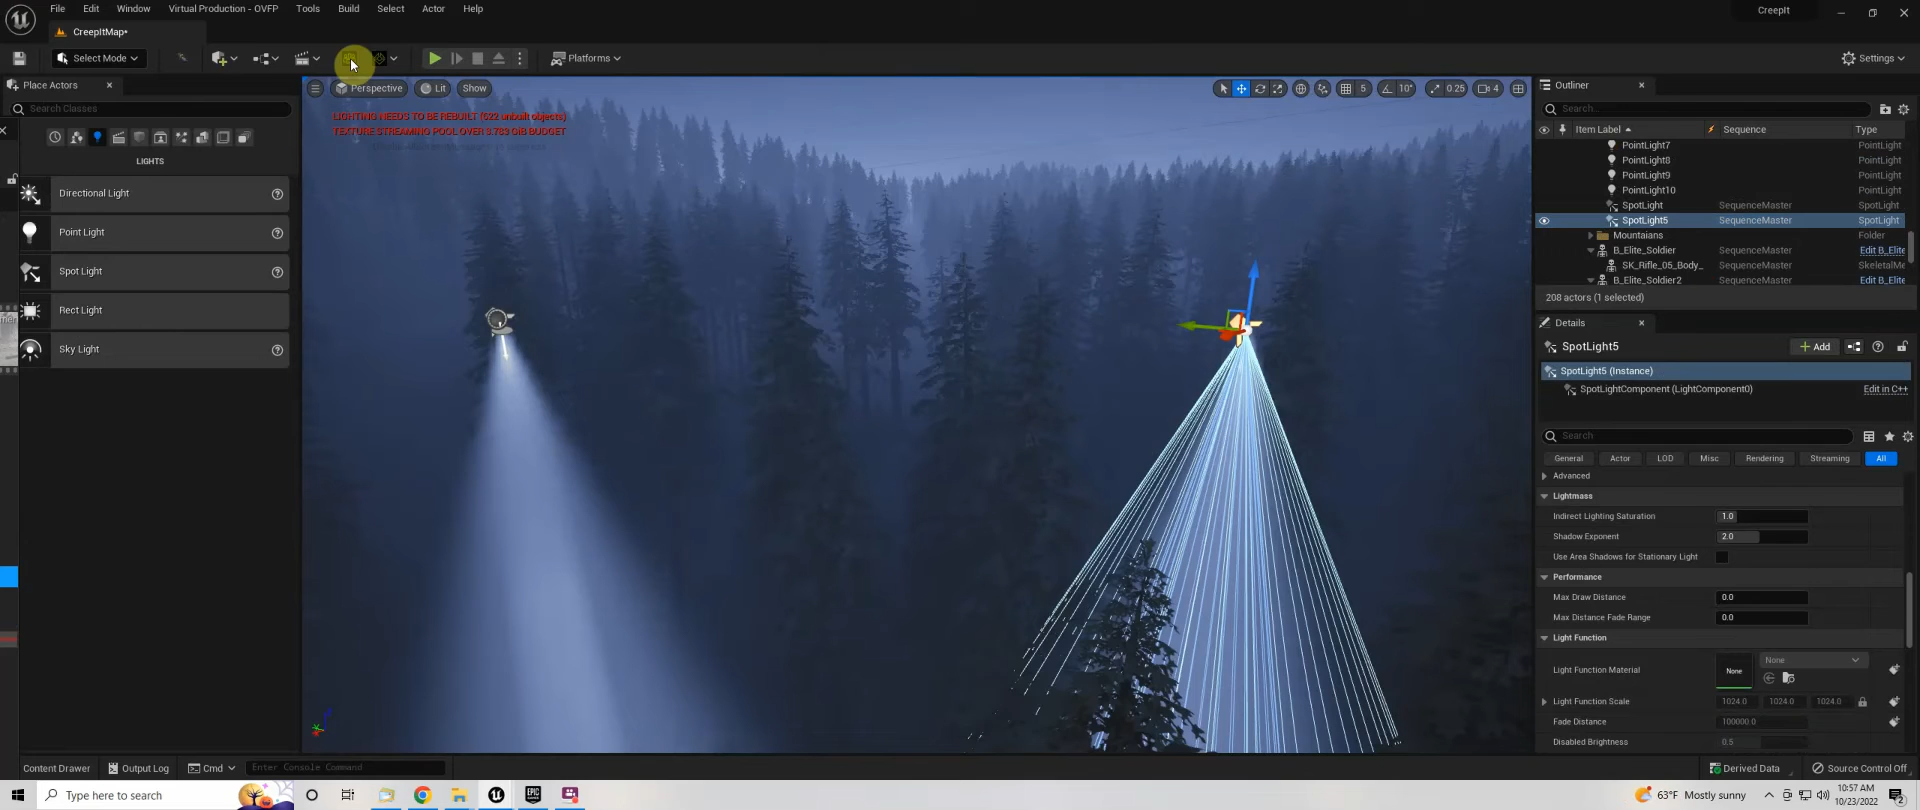 File Edit Window Virtual Production - OVFP Tools Build Select Actor Help
CreepIt
CreepItMap*
Select Mode
Platforms
Settings
Place Actors
Search Classes
LIGHTS
Directional Light
Point Light
Spot Light
Rect Light
Sky Light
Perspective Lit Show
5 10° 0.25 4
LIGHTING NEEDS TO BE REBUILT (622 unbuilt objects)
TEXTURE STREAMING POOL OVER 3.783 GiB BUDGET
Outliner
Search...
Item Label Sequence Type
PointLight7 PointLight
PointLight8 PointLight
PointLight9 PointLight
PointLight10 PointLight
SpotLight SequenceMaster SpotLight
SpotLight5 SequenceMaster SpotLight
Mountaians Folder
B_Elite_Soldier SequenceMaster Edit B_Elite
SK_Rifle_05_Body_ SequenceMaster SkeletalMe
B_Elite_Soldier2 SequenceMaster Edit B_Elite
208 actors (1 selected)
Details
SpotLight5
+ Add
SpotLight5 (Instance)
SpotLightComponent (LightComponent0) Edit in C++
Search
General Actor LOD Misc Rendering Streaming All
Advanced
Lightmass
Indirect Lighting Saturation 1.0
Shadow Exponent 2.0
Use Area Shadows for Stationary Light
Performance
Max Draw Distance 0.0
Max Distance Fade Range 0.0
Light Function
Light Function Material None None
Light Function Scale 1024.0 1024.0 1024.0
Fade Distance 100000.0
Disabled Brightness 0.5
Content Drawer Output Log Cmd Enter Console Command
Derived Data Source Control Off
Type here to search
EPIC
63°F Mostly sunny
10:57 AM
10/23/2022
2